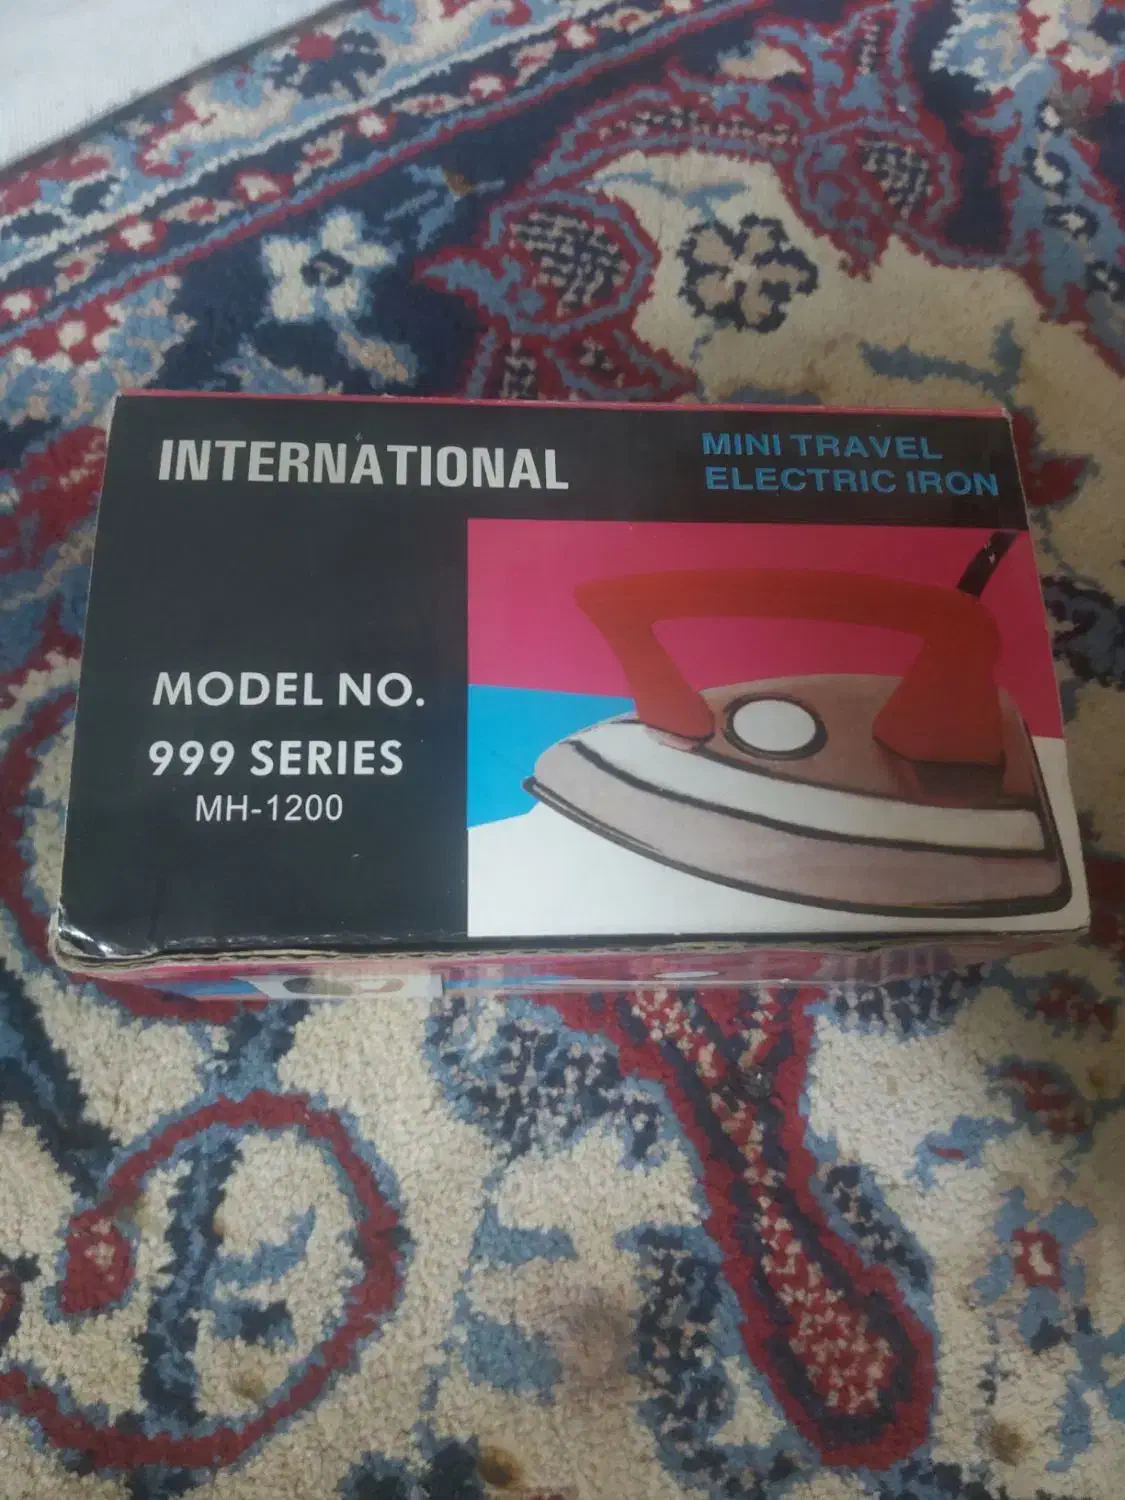 INTERNATIONAL
MINI TRAVEL
ELECTRIC IRON
MODEL NO.
999 SERIES
MH-1200